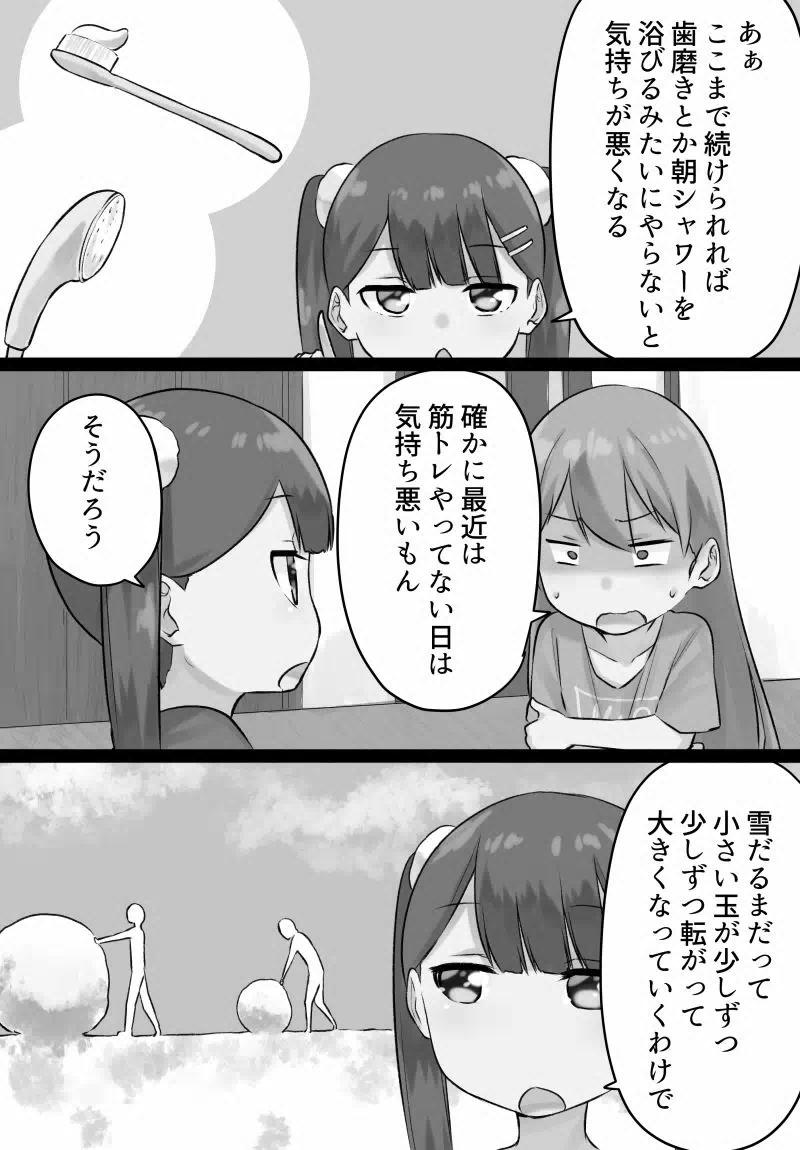 あぁ
ここまで続けられれば
歯磨きとか朝シャワーを
浴びるみたいにやらないと
気持ちが悪くなる
確かに最近は
筋トレやってない日は
気持ち悪いもん
そうだろう
雪だるまだって
小さい玉が少しずつ
少しずつ転がって
大きくなっていくわけで